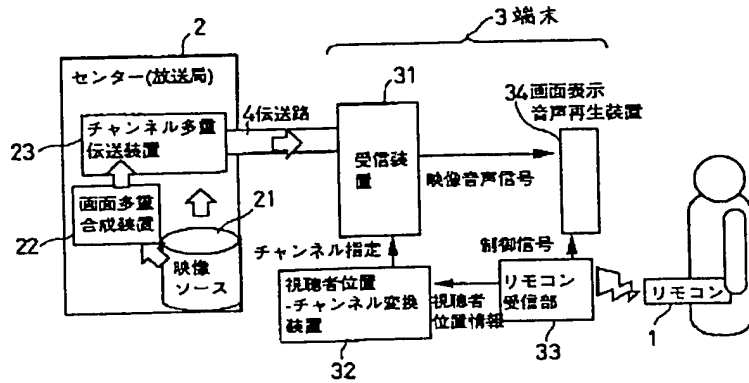 2
センター(放送局)
23
チャンネル多重
伝送装置
22
画面多重
合成装置
21
映像
ソース
4伝送路
3 端末
31
受信装
置
映像音声信号
34画面表示
音声再生装置
チャンネル指定
制御信号
視聴者位置
-チャンネル変換
装置
32
視聴者
位置情報
リモコン
受信部
33
リモコン
1